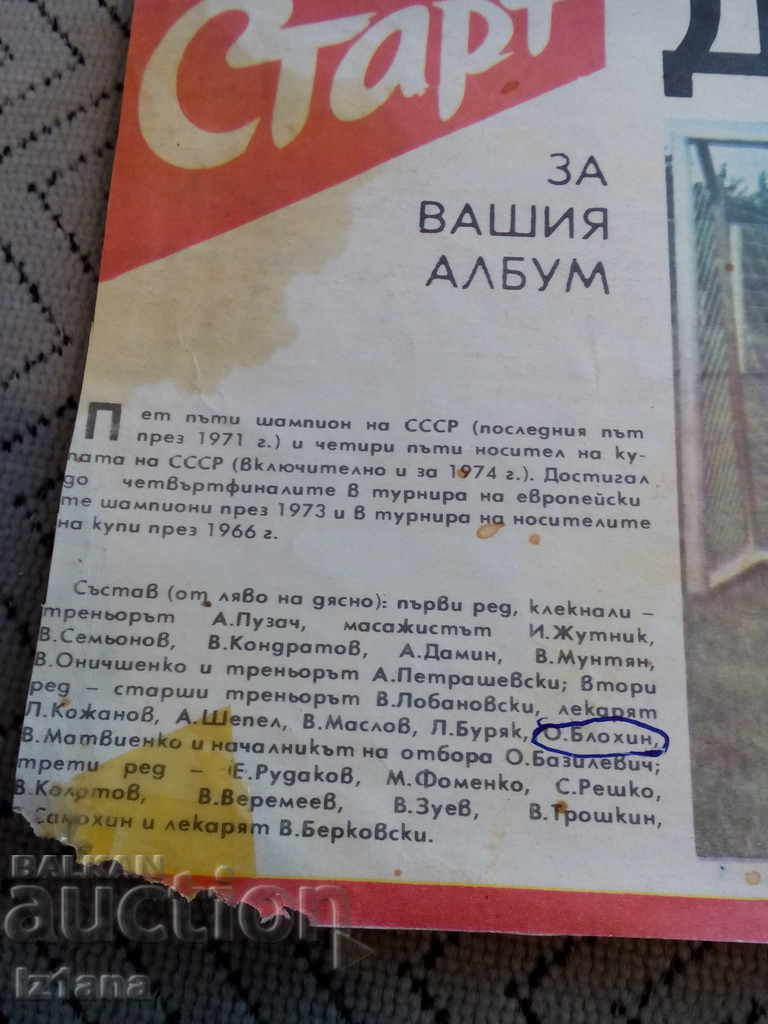 Старт
ЗА
ВАШИЯ
АЛБУМ
Пет пъти шампион на СССР (последния път
през 1971 г.) и четири пъти носител на ку-
пата на СССР (включително и за 1974 г.). Достигал
до четвъртфиналите в турнира на европейски
те шампиони през 1973 и в турнира на носителите
на купи през 1966 г.
Състав (от ляво на дясно): първи ред, клекнали –
треньорът А.Пузач, масажистът И.Жутник,
В.Семьонов, В.Кондратов, А.Дамин, В.Мунтян,
В.Оничшенко и треньорът А.Петрашевски; Втори
ред – старши треньорът В.Лобановски, лекарят
Л.Кожанов, А.Шепел, В.Маслов, Л.Буряк, О.Блохин,
В.Матвиенко и началникът на отбора О.Базилевич;
трети ред – Е.Рудаков, М.Фоменко, С.Решко,
В.Колотов, В.Веремеев, В.Зуев, В.Трошкин,
Самохин и лекарят В.Берковски.
BALKAN
auction
Iz1ana